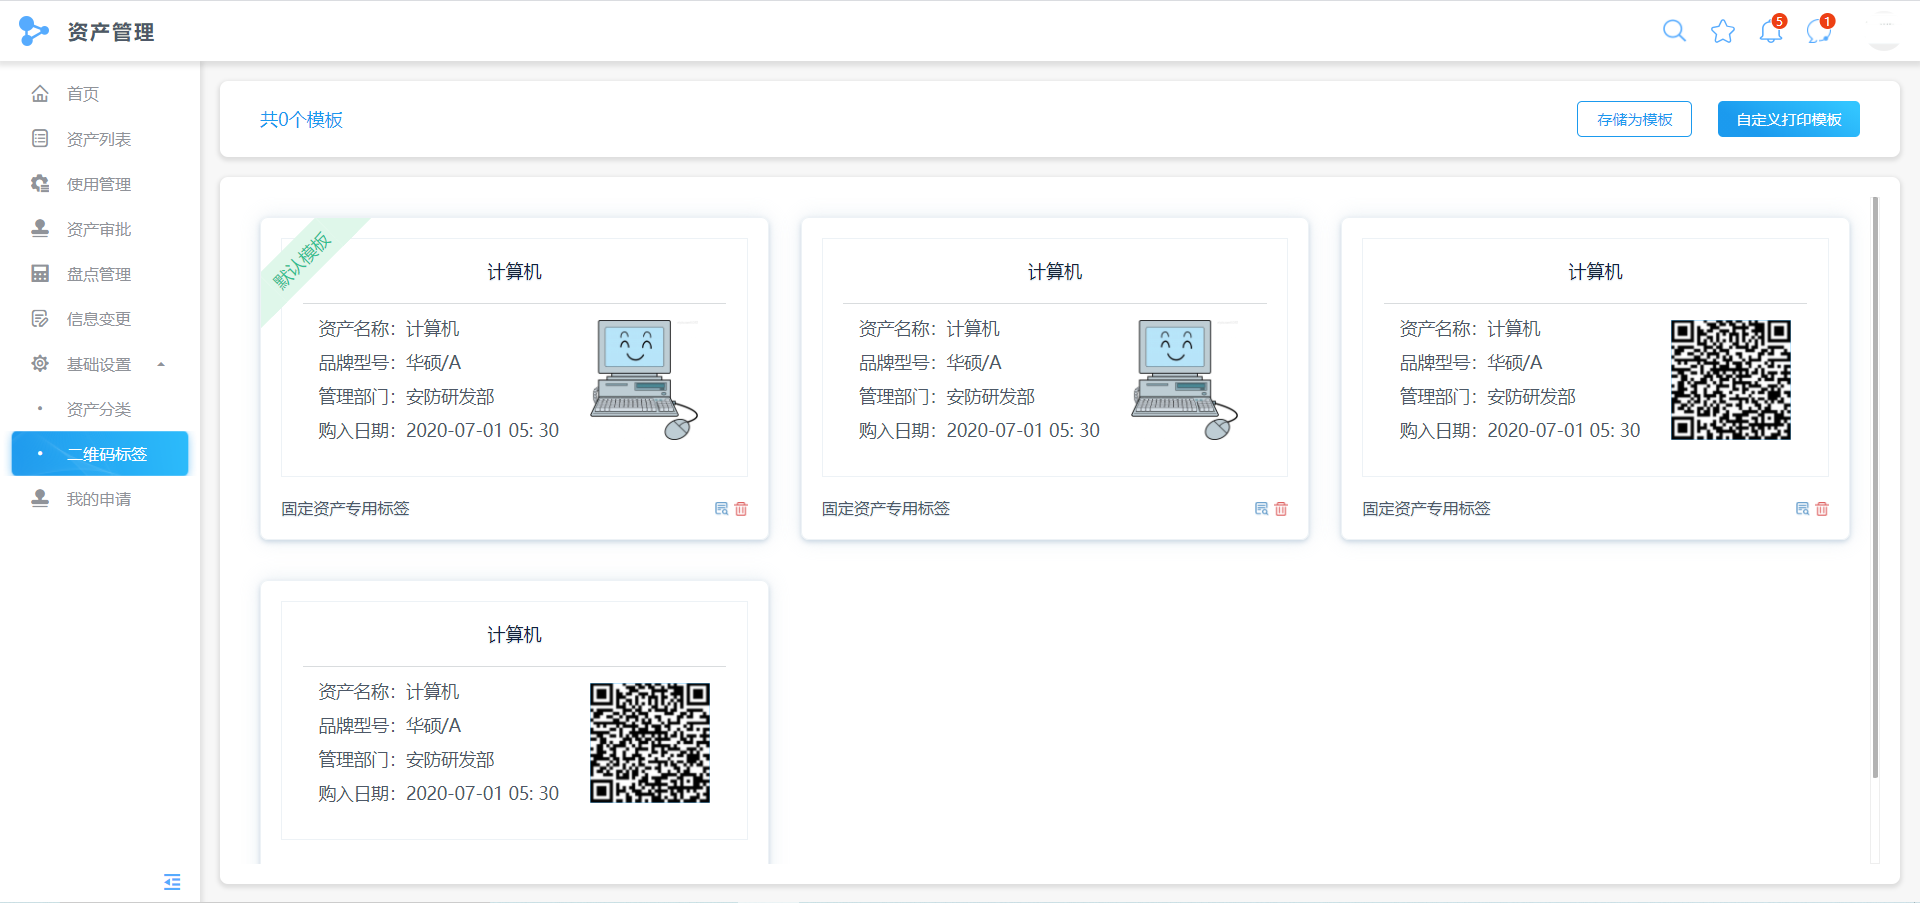 资产管理
5
1
首页
资产列表
使用管理
资产审批
盘点管理
信息变更
基础设置
资产分类
二维码标签
我的申请
共0个模板
存储为模板
自定义打印模板
默认模板
计算机
资产名称：计算机
品牌型号：华硕/A
管理部门：安防研发部
购入日期：2020-07-01 05: 30
固定资产专用标签
计算机
资产名称：计算机
品牌型号：华硕/A
管理部门：安防研发部
购入日期：2020-07-01 05: 30
固定资产专用标签
计算机
资产名称：计算机
品牌型号：华硕/A
管理部门：安防研发部
购入日期：2020-07-01 05: 30
固定资产专用标签
计算机
资产名称：计算机
品牌型号：华硕/A
管理部门：安防研发部
购入日期：2020-07-01 05: 30